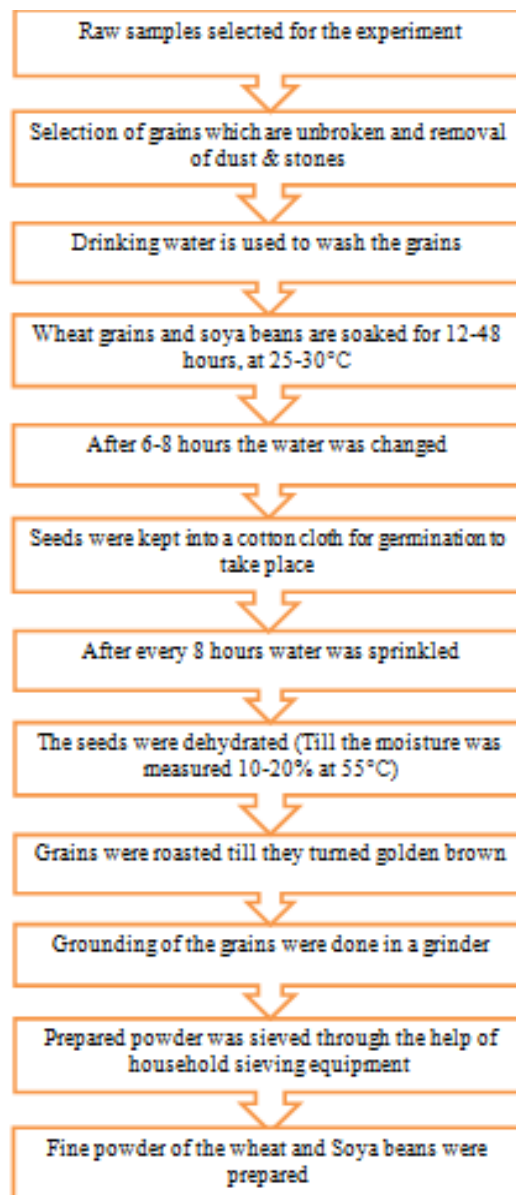 Raw samples selected for the experiment
Selection of grains which are unbroken and removal
of dust & stones
Drinking water is used to wash the grains
Wheat grains and soya beans are soaked for 12-48
hours, at 25-30°C
After 6-8 hours the water was changed
Seeds were kept into a cotton cloth for germination to
take place
After every 8 hours water was sprinkled
The seeds were dehydrated (Till the moisture was
measured 10-20% at 55°C)
Grains were roasted till they turned golden brown
Grounding of the grains were done in a grinder
Prepared powder was sieved through the help of
household sieving equipment
Fine powder of the wheat and Soya beans were
prepared